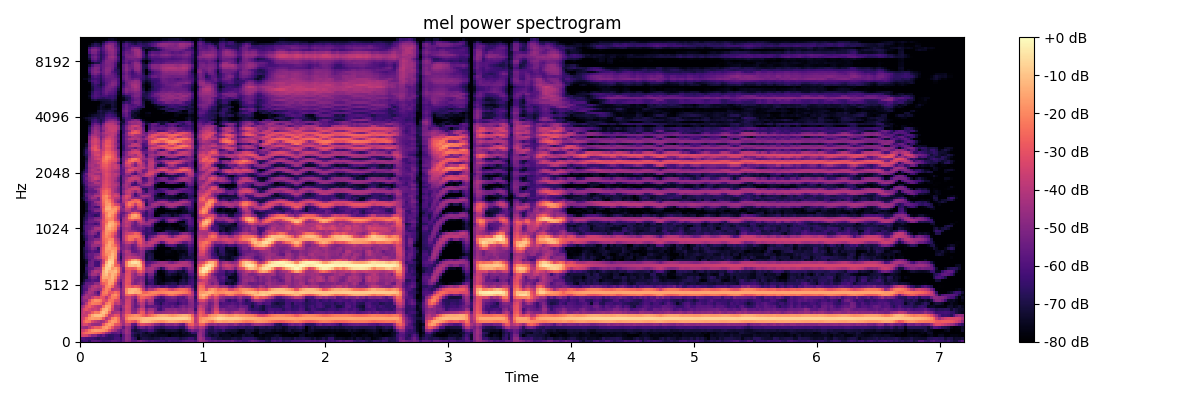 mel power spectrogram
8192
4096
2048
1024
512
0
Hz
0 1 2 3 4 5 6 7
Time
+0 dB
-10 dB
-20 dB
-30 dB
-40 dB
-50 dB
-60 dB
-70 dB
-80 dB